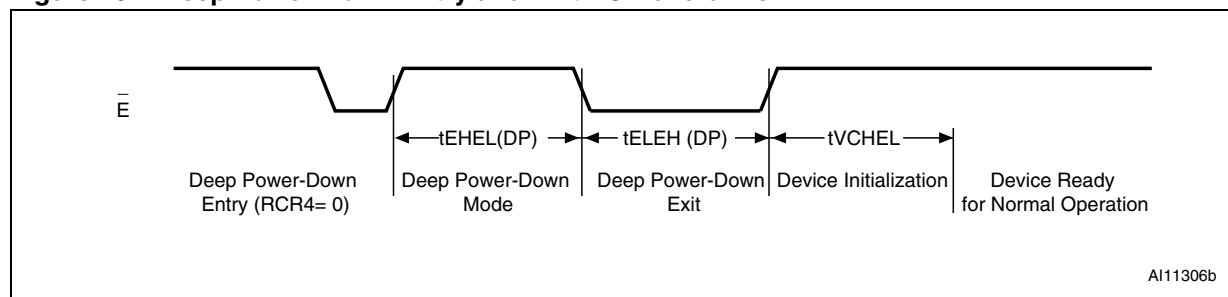 E
tEHEL(DP)
tELEH (DP)
tVCHEL
Deep Power-Down
Entry (RCR4= 0)
Deep Power-Down
Mode
Deep Power-Down
Exit
Device Initialization
Device Ready
for Normal Operation
AI11306b